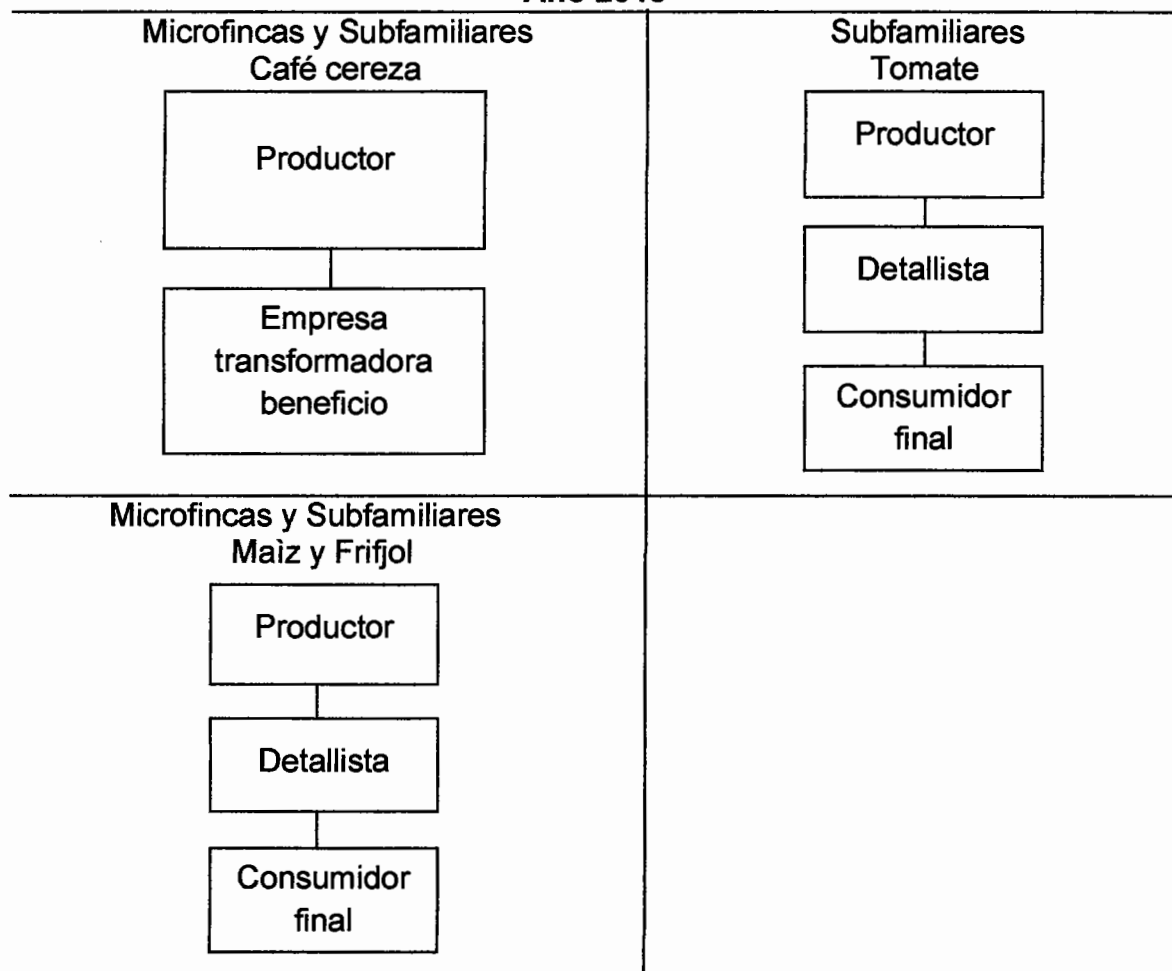 Microfincas y Subfamiliares
Café cereza
Productor
Empresa
transformadora
beneficio
Subfamiliares
Tomate
Productor
Detallista
Consumidor
final
Microfincas y Subfamiliares
Maìz y Frifjol
Productor
Detallista
Consumidor
final